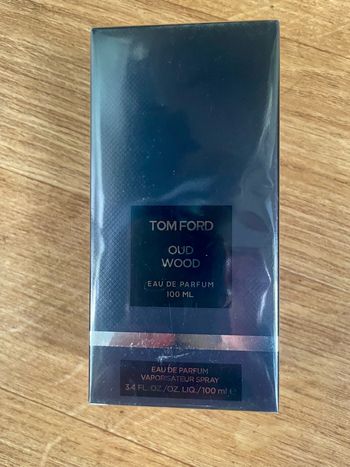 TOM FORD
OUD
WOOD
EAU DE PARFUM
100 ML
EAU DE PARFUM
VAPORISATEUR SPRAY
3.4 FL. OZ./OZ. LIQ./100 ml ℮